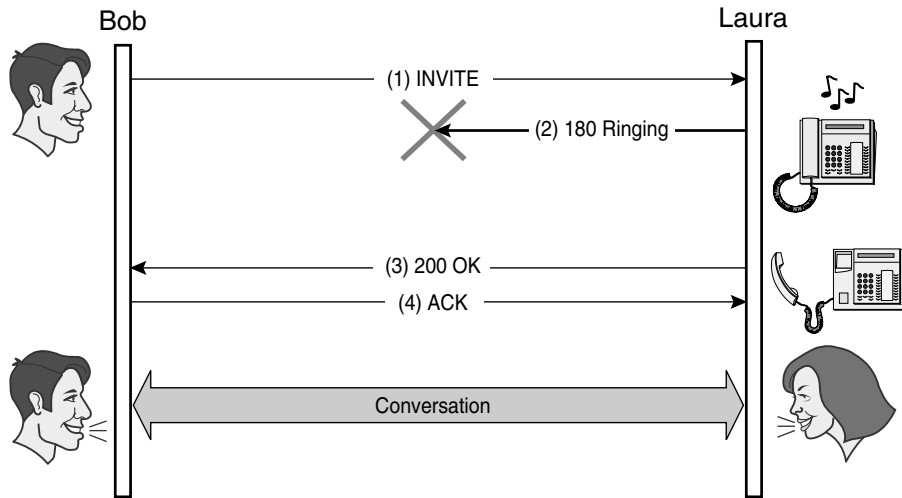 Bob
Laura
(1) INVITE
(2) 180 Ringing
(3) 200 OK
(4) ACK
Conversation